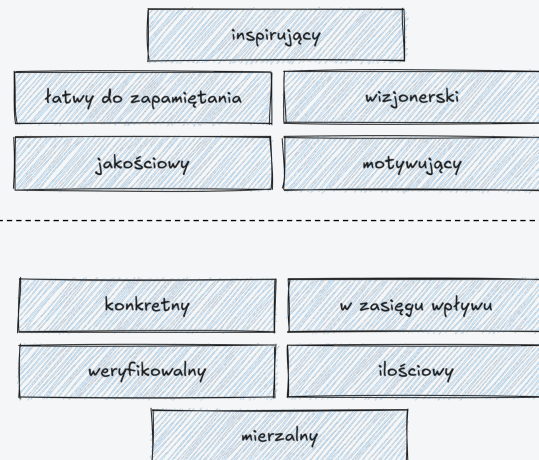 inspirujący
łatwy do zapamiętania
wizjonerski
jakościowy
motywujący
konkretny
w zasięgu wpływu
weryfikowalny
ilościowy
mierzalny